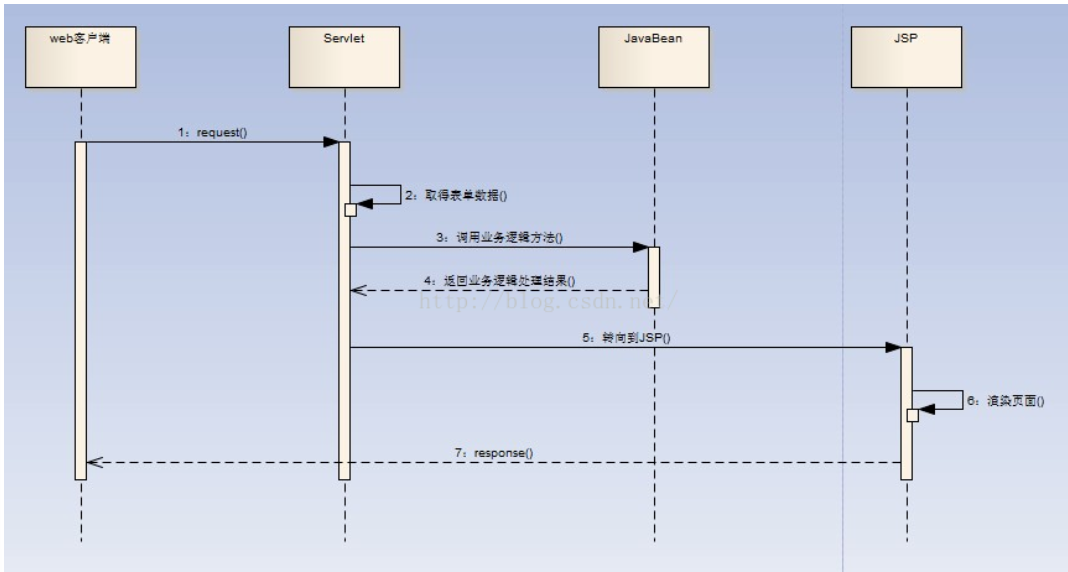 web客户端
Servlet
JavaBean
JSP
1：request()
2：取得表单数据()
3：调用业务逻辑方法()
4：返回业务逻辑处理结果()
http://blog.csdn.net/
5：转向到JSP()
6：渲染页面()
7：response()